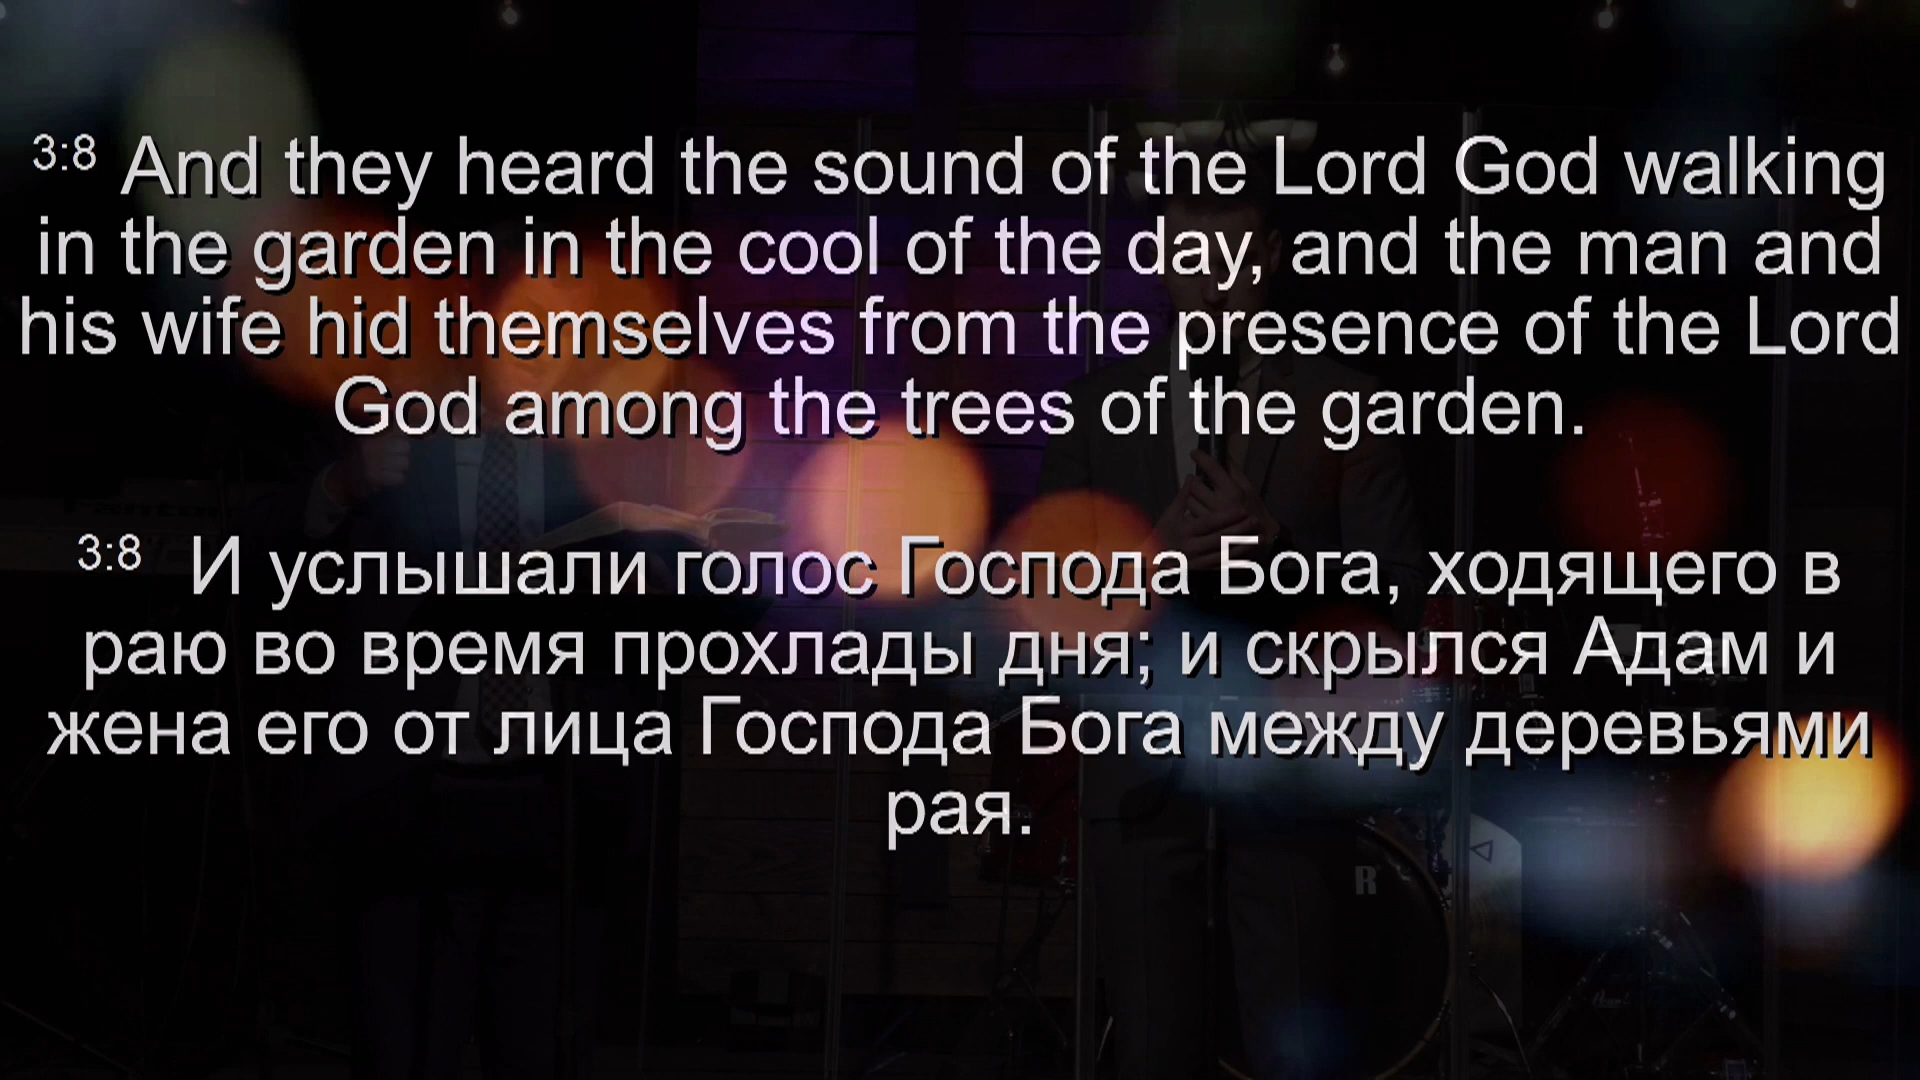 3:8 And they heard the sound of the Lord God walking
in the garden in the cool of the day, and the man and
his wife hid themselves from the presence of the Lord
God among the trees of the garden.
3:8 И услышали голос Господа Бога, ходящего в
раю во время прохлады дня; и скрылся Адам и
жена его от лица Господа Бога между деревьями
рая.
R